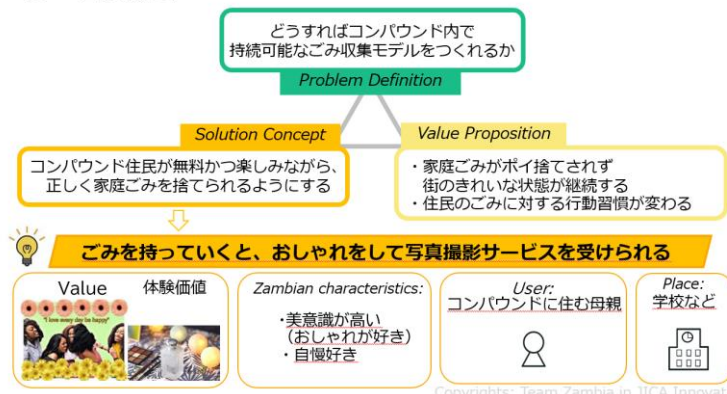 どうすればコンパウンド内で
持続可能なごみ収集モデルをつくれるか
Problem Definition
Solution Concept
Value Proposition
コンパウンド住民が無料かつ楽しみながら、
正しく家庭ごみを捨てられるようにする
・家庭ごみがポイ捨てされず
街のきれいな状態が継続する
・住民のごみに対する行動習慣が変わる
ごみを持っていくと、おしゃれをして写真撮影サービスを受けられる
Value 体験価値
"I love every day be happy"
Zambian characteristics:
・美意識が高い
(おしゃれが好き)
・自慢好き
User:
コンパウンドに住む母親
Place:
学校など
Copyrights: Team Zambia in JICA Innovat